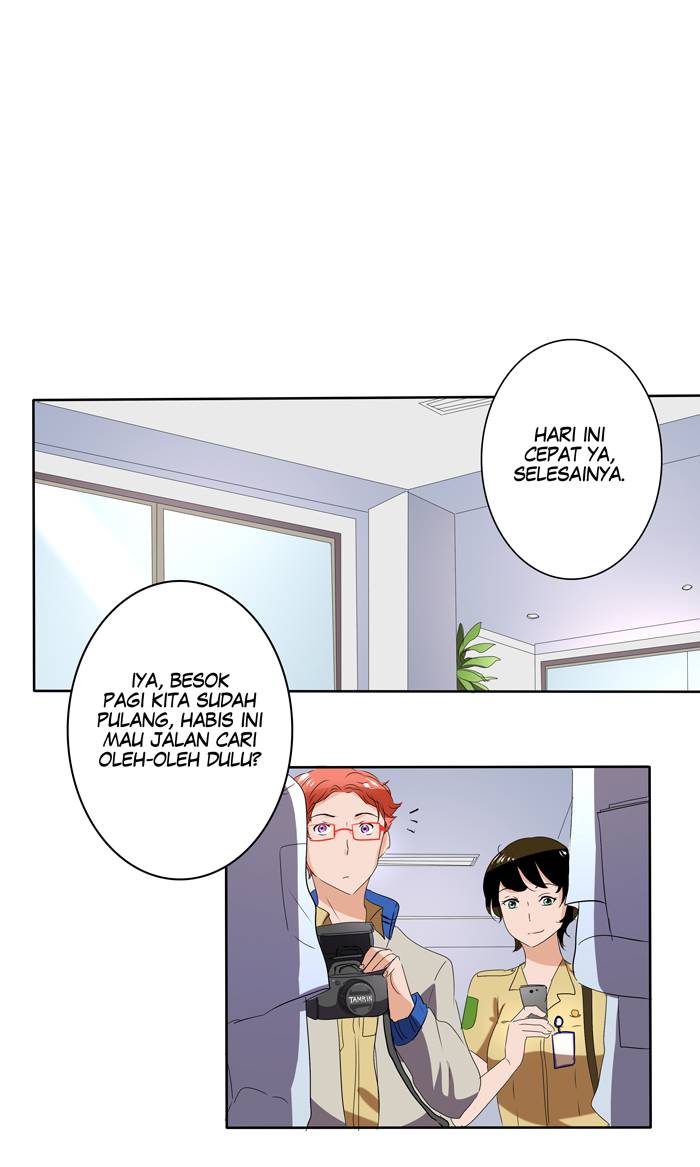 HARI INI
CEPAT YA,
SELESAINYA.
IYA, BESOK
PAGI KITA SUDAH
PULANG, HABIS INI
MAU JALAN CARI
OLEH-OLEH DULU?
TAMRIN